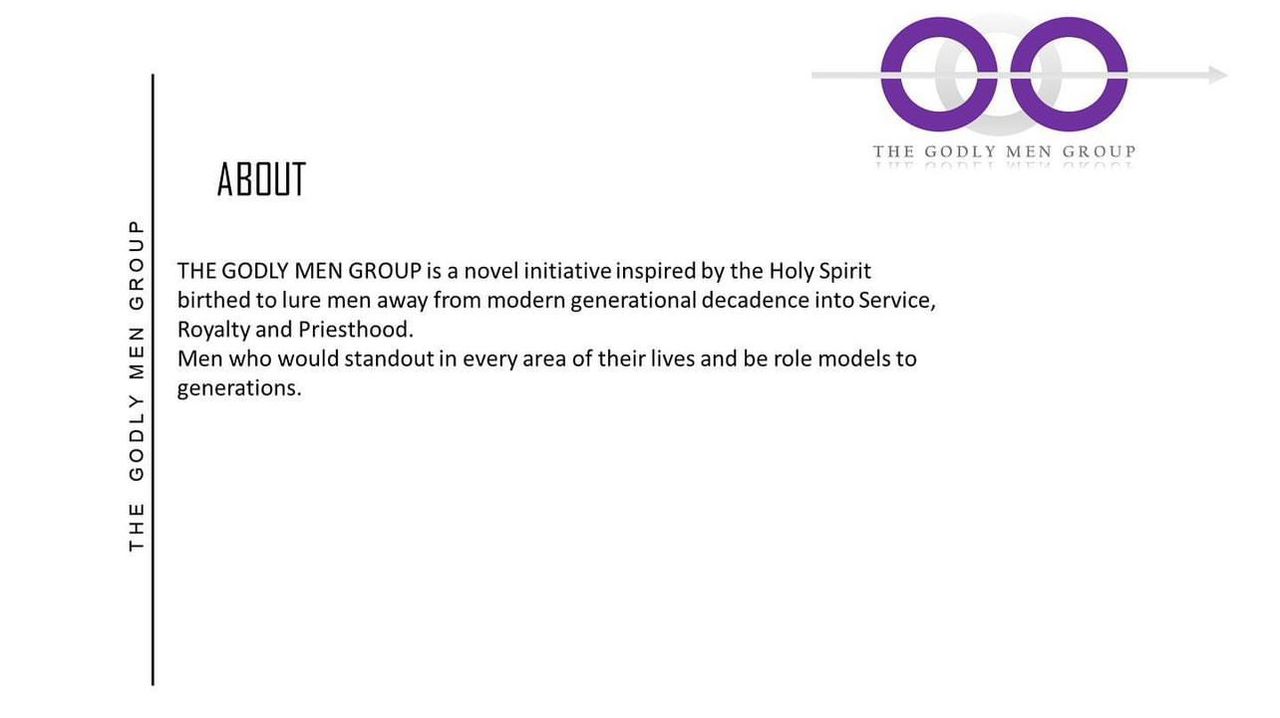 THE GODLY MEN GROUP
ABOUT
THE GODLY MEN GROUP
THE GODLY MEN GROUP is a novel initiative inspired by the Holy Spirit
birthed to lure men away from modern generational decadence into Service,
Royalty and Priesthood.
Men who would standout in every area of their lives and be role models to
generations.